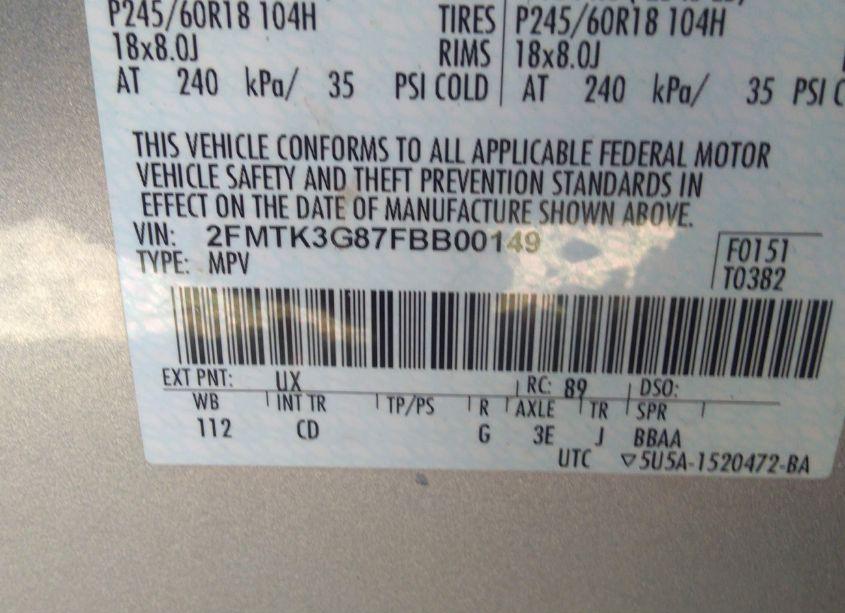 P245/60R18 104H TIRES P245/60R18 104H
18x8.0J RIMS 18x8.0J
AT 240 kPa/ 35 PSI COLD AT 240 kPa/ 35 PSI C
THIS VEHICLE CONFORMS TO ALL APPLICABLE FEDERAL MOTOR
VEHICLE SAFETY AND THEFT PREVENTION STANDARDS IN
EFFECT ON THE DATE OF MANUFACTURE SHOWN ABOVE.
VIN: 2FMTK3G87FBB00149
F0151
TYPE: MPV
T0382
EXT PNT: UX RC: 89 DSO:
WB INT TR TP/PS R AXLE TR SPR
112 CD G 3E J BBAA
UTC ▽5U5A-1520472-BA